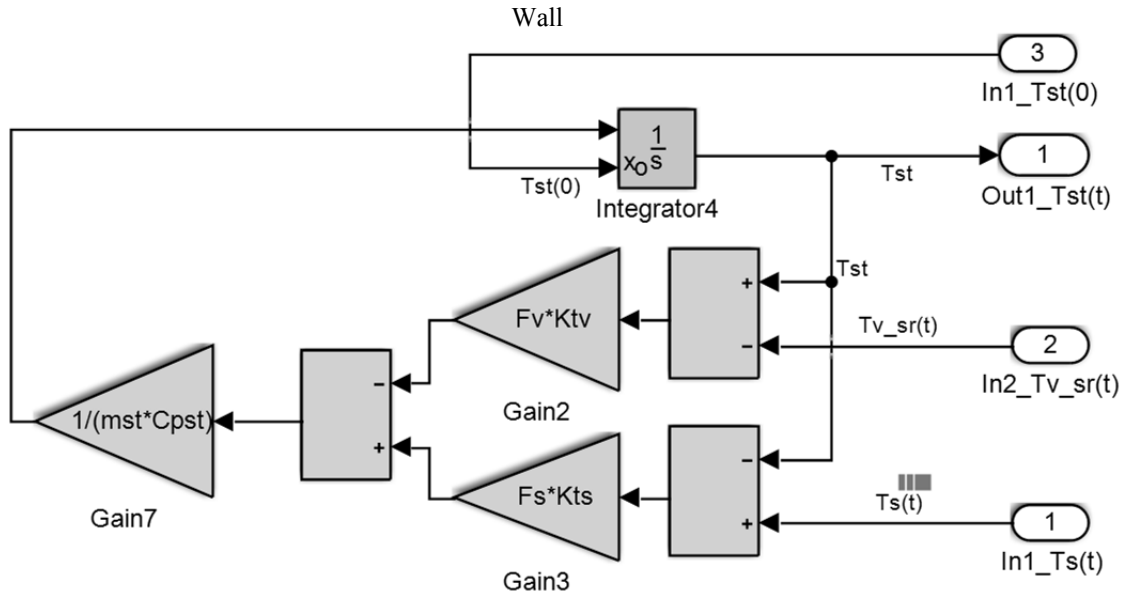 Wall
3
In1_Tst(0)
1
s
xo
Tst(0)
Integrator4
Tst
1
Out1_Tst(t)
Tst
+
−
Fv*Ktv
Gain2
Tv_sr(t)
2
In2_Tv_sr(t)
−
+
1/(mst*Cpst)
Gain7
−
+
Fs*Kts
Gain3
Ts(t)
1
In1_Ts(t)